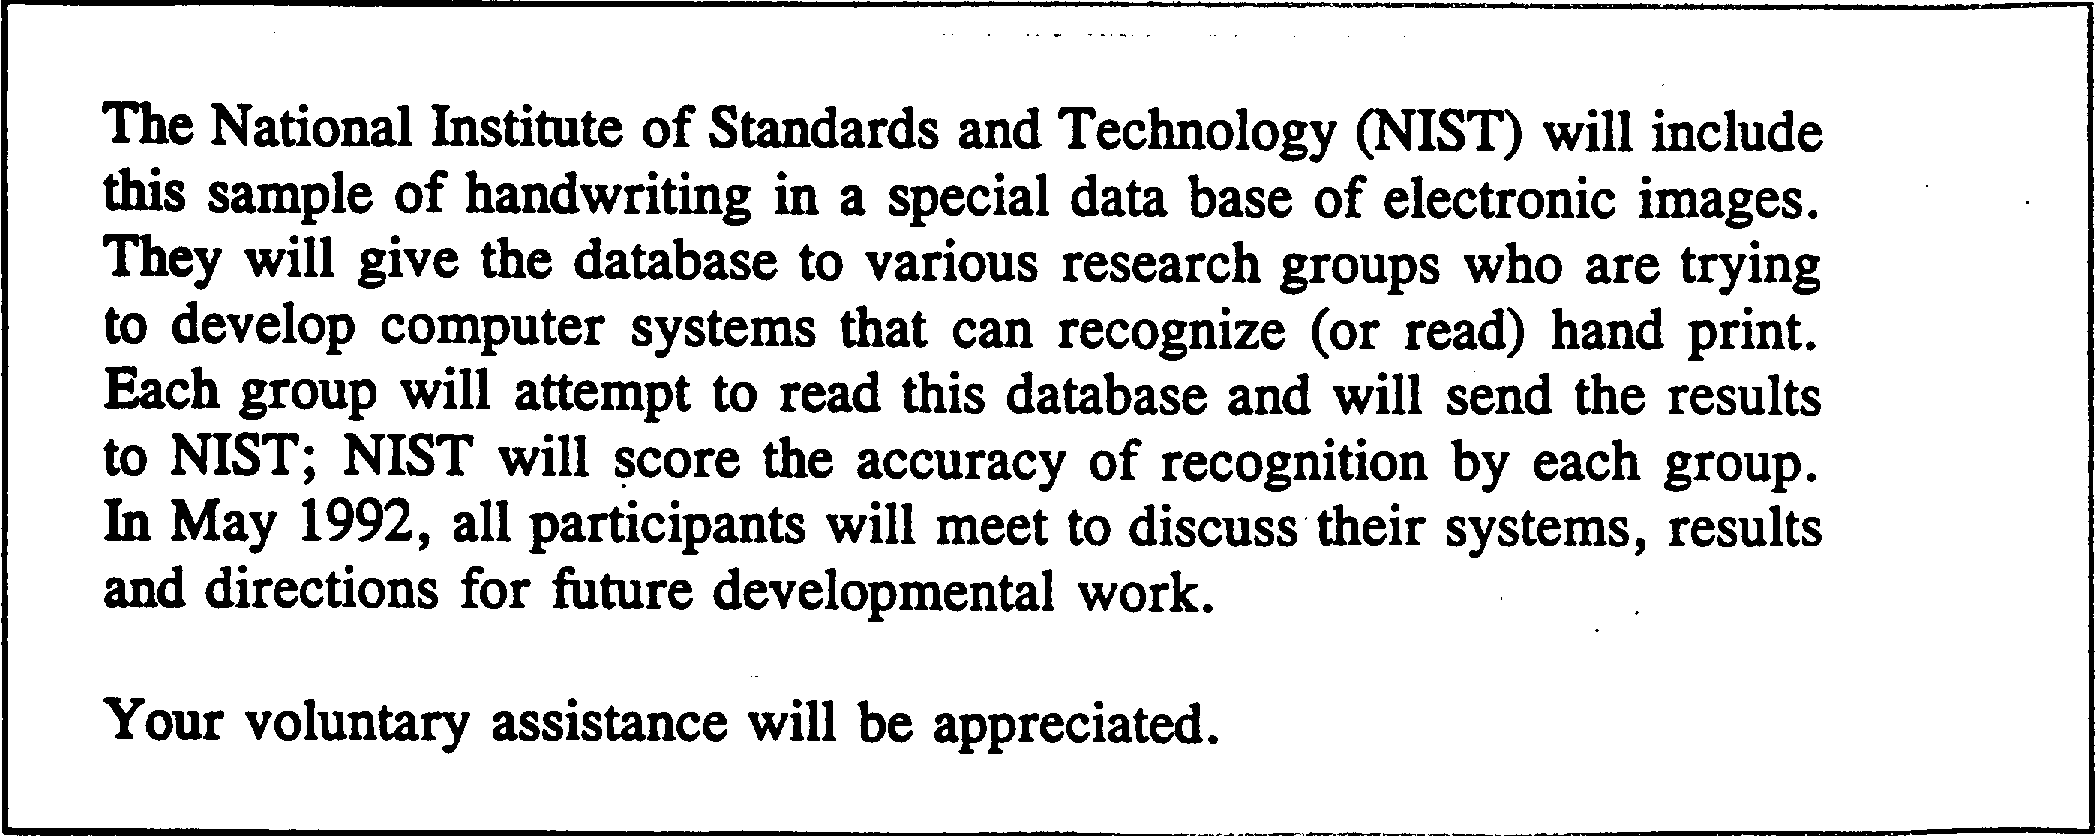 The National Institute of Standards and Technology (NIST) will include
this sample of handwriting in a special data base of electronic images.
They will give the database to various research groups who are trying
to develop computer systems that can recognize (or read) hand print.
Each group will attempt to read this database and will send the results
to NIST; NIST will score the accuracy of recognition by each group.
In May 1992, all participants will meet to discuss their systems, results
and directions for future developmental work.
Your voluntary assistance will be appreciated.